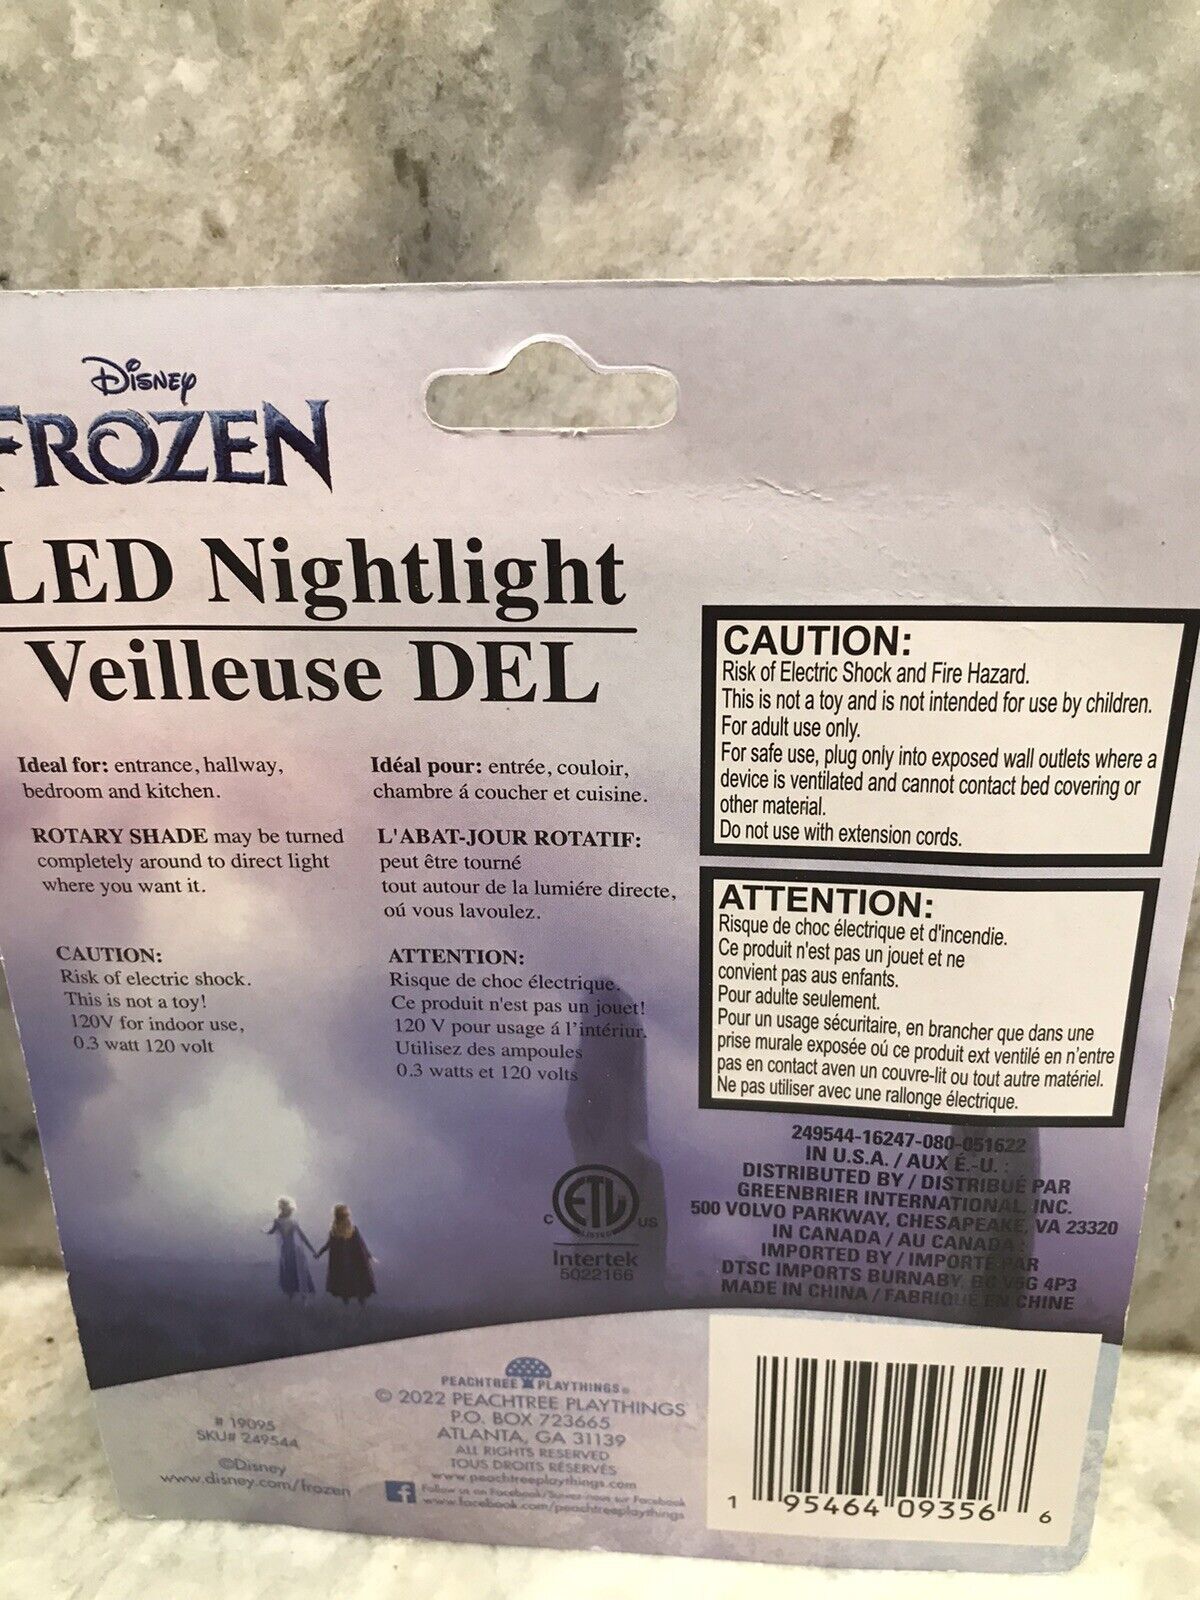 Disney
FROZEN
LED Nightlight
Veilleuse DEL
Ideal for: entrance, hallway,
bedroom and kitchen.
ROTARY SHADE may be turned
completely around to direct light
where you want it.
CAUTION:
Risk of electric shock.
This is not a toy!
120V for indoor use,
0.3 watt 120 volt
Idéal pour: entrée, couloir,
chambre á coucher et cuisine.
L'ABAT-JOUR ROTATIF:
peut être tourné
tout autour de la lumiére directe,
oú vous lavoulez.
ATTENTION:
Risque de choc électrique.
Ce produit n'est pas un jouet!
120 V pour usage á l'intériur.
Utilisez des ampoules
0.3 watts et 120 volts
CAUTION:
Risk of Electric Shock and Fire Hazard.
This is not a toy and is not intended for use by children.
For adult use only.
For safe use, plug only into exposed wall outlets where a
device is ventilated and cannot contact bed covering or
other material.
Do not use with extension cords.
ATTENTION:
Risque de choc électrique et d'incendie.
Ce produit n'est pas un jouet et ne
convient pas aus enfants.
Pour adulte seulement.
Pour un usage sécuritaire, en brancher que dans une
prise murale exposée oú ce produit ext ventilé en n'entre
pas en contact aven un couvre-lit ou tout autre matériel.
Ne pas utiliser avec une rallonge électrique.
249544-16247-080-051622
IN U.S.A. / AUX É.-U. :
DISTRIBUTED BY / DISTRIBUÉ PAR
GREENBRIER INTERNATIONAL, INC.
500 VOLVO PARKWAY, CHESAPEAKE, VA 23320
IN CANADA / AU CANADA :
IMPORTED BY / IMPORTÉ PAR
DTSC IMPORTS BURNABY, BC V5G 4P3
MADE IN CHINA / FABRIQUÉ EN CHINE
ETL
C US
LISTED
Intertek
5022166
PEACHTREE PLAYTHINGS®
© 2022 PEACHTREE PLAYTHINGS
P.O. BOX 723665
ATLANTA, GA 31139
ALL RIGHTS RESERVED
TOUS DROITS RÉSERVÉS
www.peachtreeplaythings.com
f Follow us on Facebook/Suivez-nous sur Facebook
www.facebook.com/peachtreeplaythings
# 19095
SKU# 249544
©Disney
www.disney.com/frozen
1 95464 09356 6